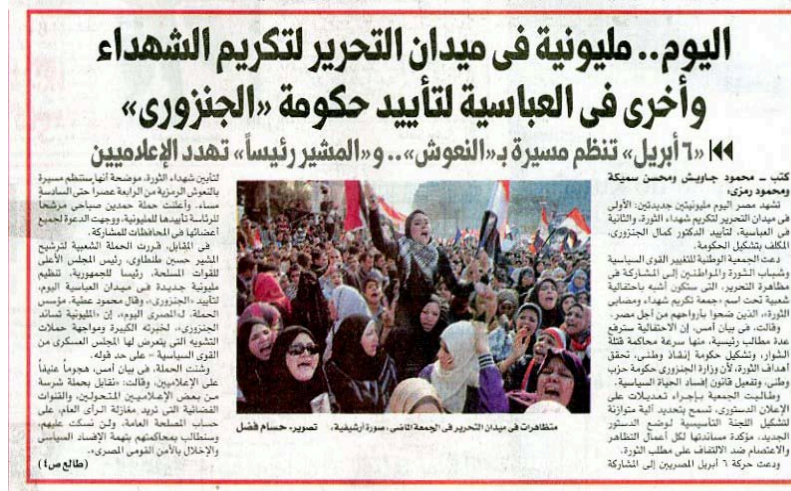 اليوم.. مليونية فى ميدان التحرير لتكريم الشهداء
وأخرى فى العباسية لتأييد حكومة «الجنزورى»
«٦ أبريل» تنظم مسيرة بـ«النعوش».. و«المشير رئيساً» تهدد الإعلاميين
كتب ــ محمود جاويش ومحسن سميكة
ومحمود رمزى:
تشهد مصر اليوم مليونيتين جديدتين: الأولى
فى ميدان التحرير لتكريم شهداء الثورة، والثانية
فى العباسية، لتأييد الدكتور كمال الجنزورى،
المكلف بتشكيل الحكومة.
دعت الجمعية الوطنية للتغيير القوى السياسية
وشباب الثورة والمواطنين إلى المشاركة فى
مظاهرة التحرير، التى ستكون أشبه باحتفالية
شعبية تحت اسم «جمعة تكريم شهداء ومصابى
الثورة» الذين ضحوا بأرواحهم من أجل مصر.
وقالت، فى بيان أمس، إن الاحتفالية سترفع
عدة مطالب رئيسية، منها سرعة محاكمة قتلة
الثوار، وتشكيل حكومة إنقاذ وطنى، تحقق
أهداف الثورة، لأن وزارة الجنزورى حكومة حزب
وطنى، وتفعيل قانون إفساد الحياة السياسية.
وطالبت الجمعية بإجراء تعديلات على
الإعلان الدستورى، تسمح بتحديد آلية متوازنة
لتشكيل اللجنة التأسيسية لوضع الدستور
الجديد، مؤكدة مساندتها لكل أعمال التظاهر
والاعتصام ضد الالتفاف على مطلب الثورة.
ودعت حركة ٦ أبريل المصريين إلى المشاركة
لتأبين شهداء الثورة، موضحة أنها ستنظم مسيرة
بالنعوش الرمزية من الرابعة عصرا حتى السادسة
مساء، وأعلنت حملة حمدين صباحى مرشحا
للرئاسة تأييدها للمليونية، ووجهت الدعوة لجميع
أعضائها فى المحافظات للمشاركة.
فى المقابل، قررت الحملة الشعبية لترشيح
المشير حسين طنطاوى، رئيس المجلس الأعلى
للقوات المسلحة، رئيسا للجمهورية، تنظيم
مليونية جديدة فى ميدان العباسية اليوم،
لتأييد «الجنزورى»، وقال محمود عطية، مؤسس
الحملة، لـ«المصرى اليوم»، إن «المليونية تساند
الجنزورى، لخبرته الكبيرة ومواجهة حملات
التشويه التى يتعرض لها المجلس العسكرى من
القوى السياسية» - على حد قوله.
وشنت الحملة، فى بيان أمس، هجوماً عنيفاً
على الإعلاميين، وقالت: «نقابل بحملة شرسة
من بعض الإعلاميين المتحولين، والقنوات
الفضائية التى تريد مغازلة الرأى العام، على
حساب المصلحة العامة، ولن نسكت عليهم،
وسنطالب بمحاكمتهم بتهمة الإفساد السياسى
والإخلال بالأمن القومى المصرى».
(طالع ص٤)
متظاهرات فى ميدان التحرير فى الجمعة الماضى، صورة أرشيفية، تصوير- حسام فضل